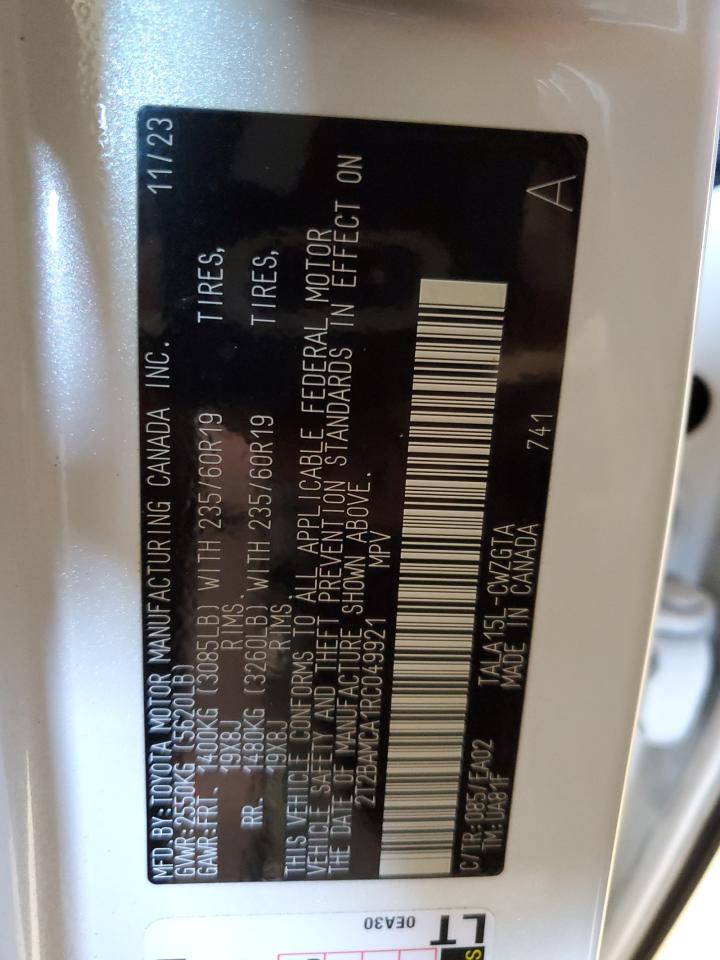 MFD.BY:TOYOTA MOTOR MANUFACTURING CANADA INC. 11/23
GVWR:2550KG (5620LB)
GAWR:FRT. 1400KG (3085LB) WITH 235/60R19 TIRES,
19X8J RIMS.
RR. 1480KG (3260LB) WITH 235/60R19 TIRES,
19X8J RIMS.
THIS VEHICLE CONFORMS TO ALL APPLICABLE FEDERAL MOTOR
VEHICLE SAFETY AND THEFT PREVENTION STANDARDS IN EFFECT ON
THE DATE OF MANUFACTURE SHOWN ABOVE.
2T2BAMCA1RC049921 MPV
C/TR:085/EA02 TALA15L-CWZGTA A
TM:UA81F MADE IN CANADA 741
LT
0EA30